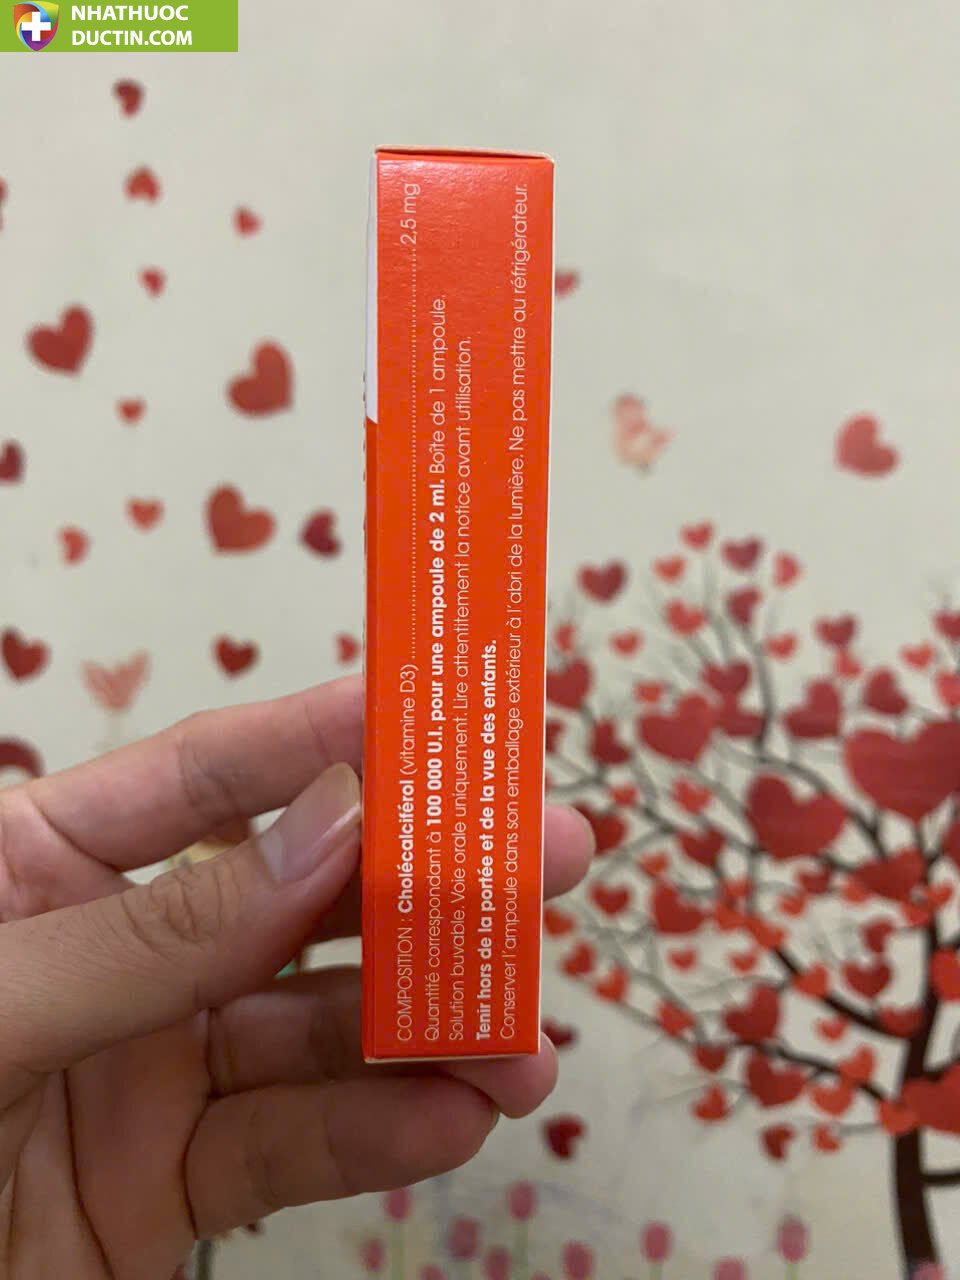 NHATHUOC
DUCTIN.COM
COMPOSITION : Cholécalciférol (vitamine D3) ........................ 2,5 mg
Quantité correspondant à 100 000 U.I. pour une ampoule de 2 ml. Boîte de 1 ampoule.
Solution buvable. Voie orale uniquement. Lire attentitement la notice avant utilisation.
Tenir hors de la portée et de la vue des enfants.
Conserver l'ampoule dans son emballage extérieur à l'abri de la lumière. Ne pas mettre au réfrigérateur.